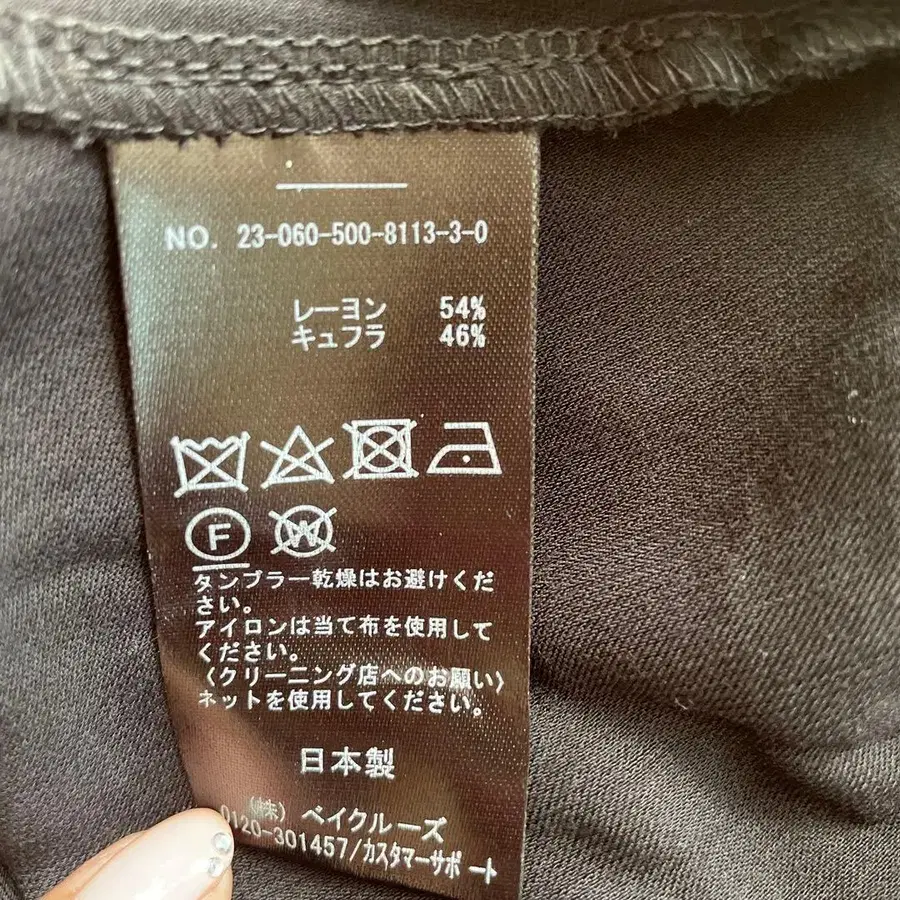 NO. 23-060-500-8113-3-0
レーヨン 54%
キュプラ 46%
F W
タンブラー乾燥はお避けくだ
さい。
アイロンは当て布を使用して
ください。
〈クリーニング店へのお願い〉
ネットを使用してください。
日本製
(株) ベイクルーズ
0120-301457/カスタマーサポート